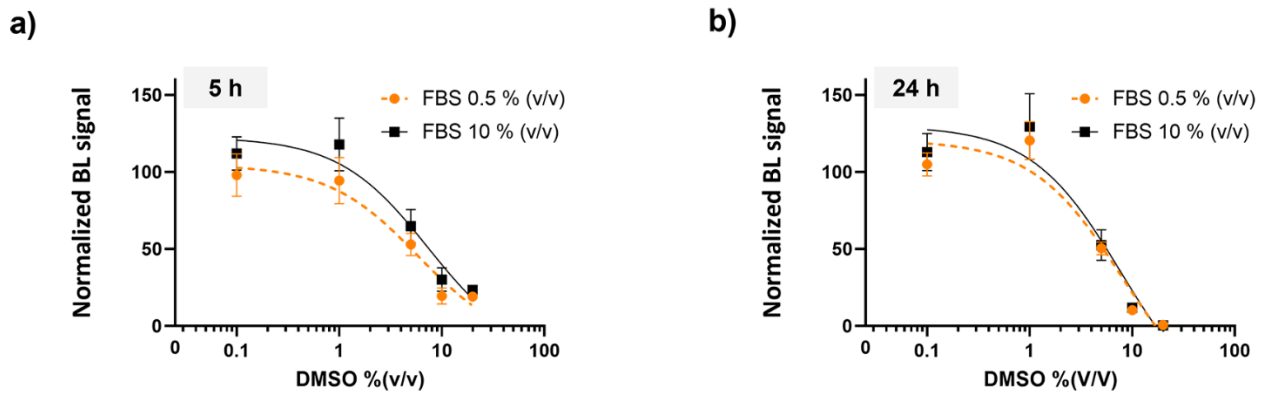 a)
5 h
FBS 0.5 % (v/v)
FBS 10 % (v/v)
Normalized BL signal
150
100
50
0
0 0.1 1 10 100
DMSO %(v/v)
b)
24 h
FBS 0.5 % (v/v)
FBS 10 % (v/v)
Normalized BL signal
150
100
50
0
0 0.1 1 10 100
DMSO %(V/V)